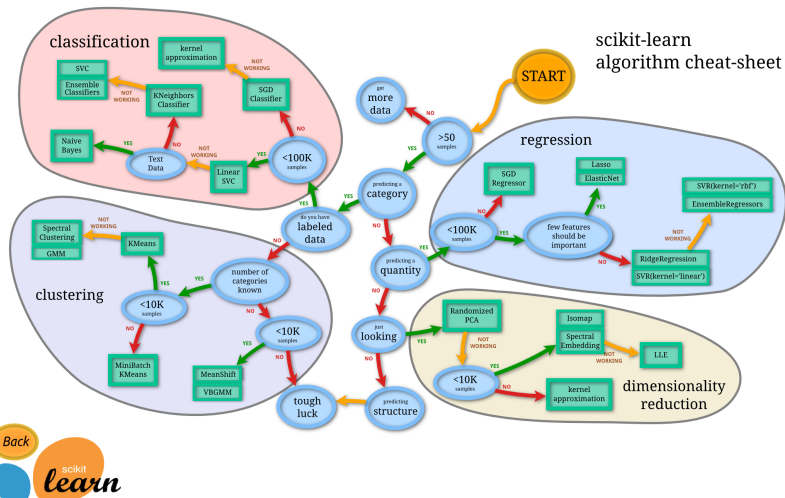 scikit-learn
algorithm cheat-sheet
START
classification
kernel
approximation
NOT
WORKING
SVC
Ensemble
Classifiers
NOT
WORKING
KNeighbors
Classifier
SGD
Classifier
NO
NO
Naive
Bayes
YES
Text
Data
NOT
WORKING
Linear
SVC
YES
<100K
samples
get
more
data
NO
>50
samples
YES
predicting a
category
YES
NO
do you have
labeled
data
YES
NO
predicting a
quantity
YES
NO
regression
SGD
Regressor
NO
<100K
samples
YES
few features
should be
important
YES
Lasso
ElasticNet
NO
RidgeRegression
SVR(kernel='linear')
NOT
WORKING
SVR(kernel='rbf')
EnsembleRegressors
clustering
Spectral
Clustering
GMM
NOT
WORKING
KMeans
YES
number of
categories
known
YES
NO
<10K
samples
NO
MiniBatch
KMeans
<10K
samples
YES
NO
MeanShift
VBGMM
tough
luck
just
looking
YES
NO
predicting
structure
Randomized
PCA
NOT
WORKING
<10K
samples
YES
NO
Isomap
Spectral
Embedding
NOT
WORKING
LLE
kernel
approximation
dimensionality
reduction
Back
scikit
learn